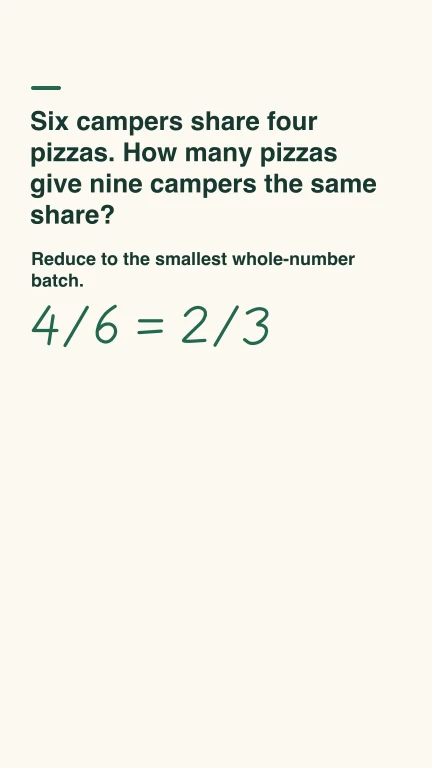 Six campers share four
pizzas. How many pizzas
give nine campers the same
share?
Reduce to the smallest whole-number
batch.
4/6 = 2/3